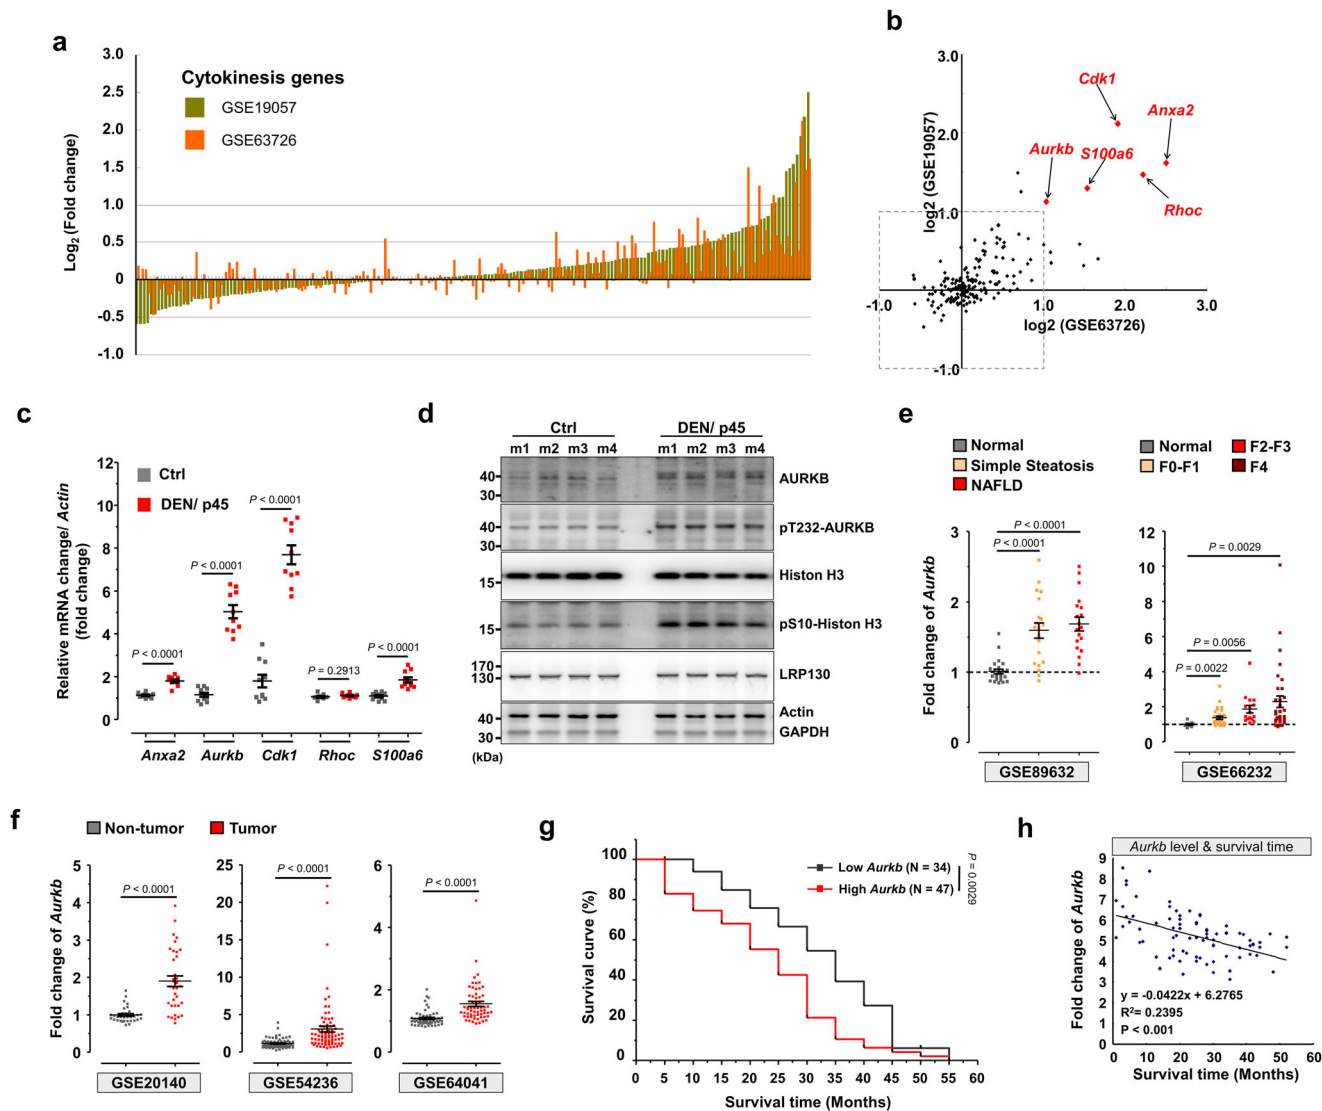 a
3.0
2.5
2.0
1.5
1.0
0.5
0
-0.5
-1.0
Log2 (Fold change)
Cytokinesis genes
GSE19057
GSE63726
b
3.0
2.0
1.0
-1.0
log2 (GSE19057)
Cdk1
Anxa2
Aurkb
S100a6
Rhoc
-1.0
1.0
2.0
3.0
log2 (GSE63726)
c
Relative mRNA change/ Actin
(fold change)
12
10
8
6
4
2
0
Ctrl
DEN/ p45
P < 0.0001
P < 0.0001
P < 0.0001
P = 0.2913
P < 0.0001
Anxa2 Aurkb Cdk1 Rhoc S100a6
d
Ctrl DEN/ p45
m1 m2 m3 m4 m1 m2 m3 m4
40
30
AURKB
40
30
pT232-AURKB
15
Histon H3
15
pS10-Histon H3
170
130
LRP130
40
30
Actin
GAPDH
(kDa)
e
Normal
Simple Steatosis
NAFLD
Fold change of Aurkb
3
2
1
0
P < 0.0001
P < 0.0001
GSE89632
Normal
F0-F1
F2-F3
F4
12
10
8
6
4
2
1
0
P = 0.0029
P = 0.0056
P = 0.0022
GSE66232
f
Non-tumor
Tumor
Fold change of Aurkb
5
4
3
2
1
0
P < 0.0001
GSE20140
25
20
15
10
5
2
0
P < 0.0001
GSE54236
6
4
2
1
0
P < 0.0001
GSE64041
g
Survival curve (%)
100
80
60
40
20
0
Low Aurkb (N = 34)
High Aurkb (N = 47)
P = 0.0029
0 5 10 15 20 25 30 35 40 45 50 55 60
Survival time (Months)
h
Aurkb level & survival time
Fold change of Aurkb
9
8
7
6
5
4
3
2
1
0
y = -0.0422x + 6.2765
R²= 0.2395
P < 0.001
0 10 20 30 40 50 60
Survival time (Months)